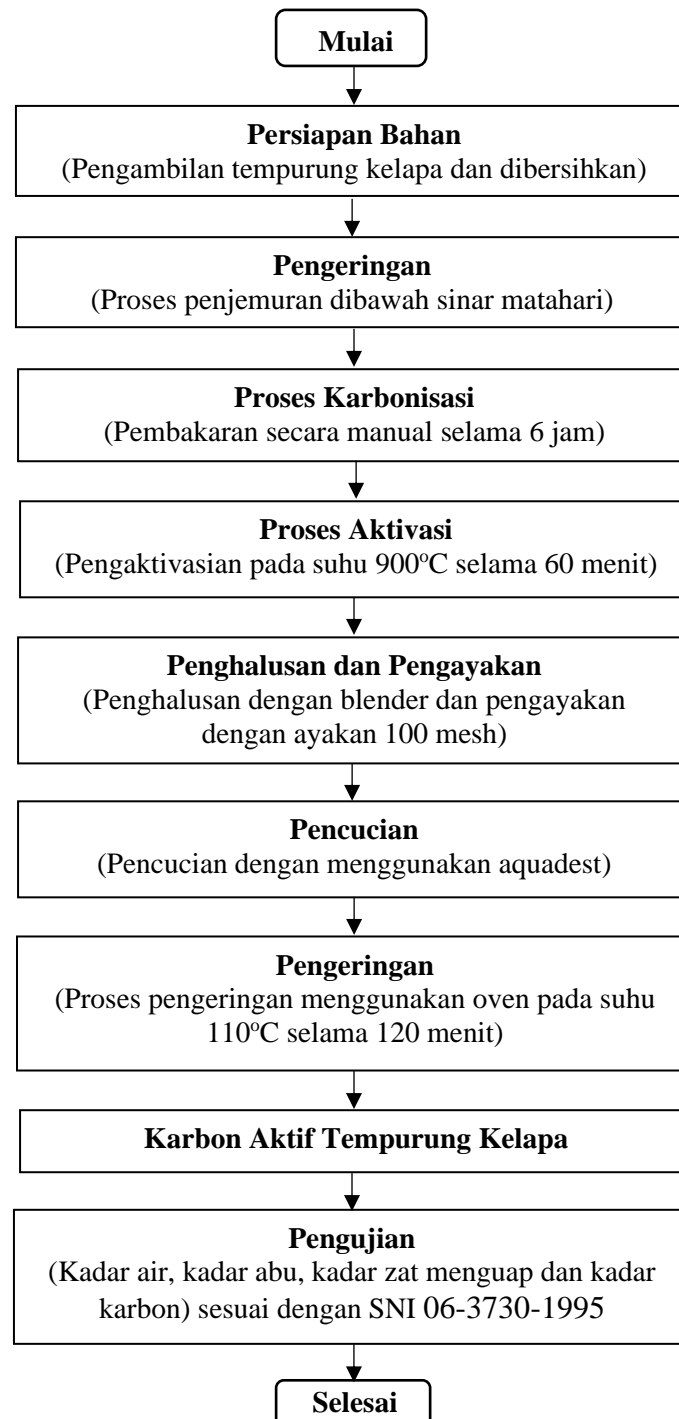 Mulai
Persiapan Bahan
(Pengambilan tempurung kelapa dan dibersihkan)
Pengeringan
(Proses penjemuran dibawah sinar matahari)
Proses Karbonisasi
(Pembakaran secara manual selama 6 jam)
Proses Aktivasi
(Pengaktivasian pada suhu 900ºC selama 60 menit)
Penghalusan dan Pengayakan
(Penghalusan dengan blender dan pengayakan
dengan ayakan 100 mesh)
Pencucian
(Pencucian dengan menggunakan aquadest)
Pengeringan
(Proses pengeringan menggunakan oven pada suhu
110ºC selama 120 menit)
Karbon Aktif Tempurung Kelapa
Pengujian
(Kadar air, kadar abu, kadar zat menguap dan kadar
karbon) sesuai dengan SNI 06-3730-1995
Selesai